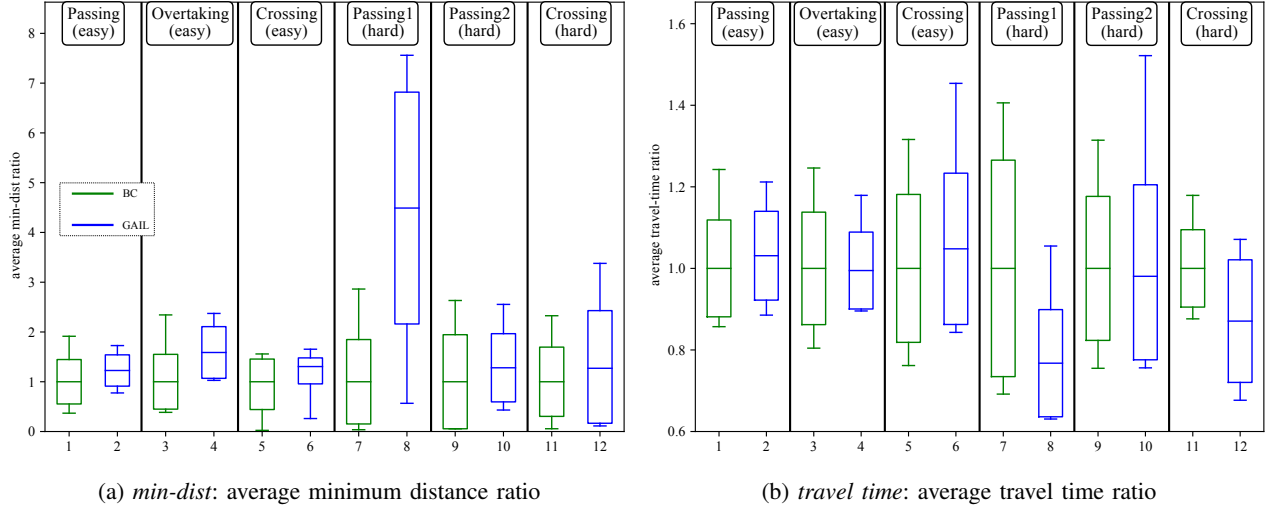 Passing
(easy)
Overtaking
(easy)
Crossing
(easy)
Passing1
(hard)
Passing2
(hard)
Crossing
(hard)
8
7
6
5
4
3
2
1
0
average min-dist ratio
BC
GAIL
1 2 3 4 5 6 7 8 9 10 11 12
(a) min-dist: average minimum distance ratio
Passing
(easy)
Overtaking
(easy)
Crossing
(easy)
Passing1
(hard)
Passing2
(hard)
Crossing
(hard)
1.6
1.4
1.2
1.0
0.8
0.6
average travel-time ratio
1 2 3 4 5 6 7 8 9 10 11 12
(b) travel time: average travel time ratio